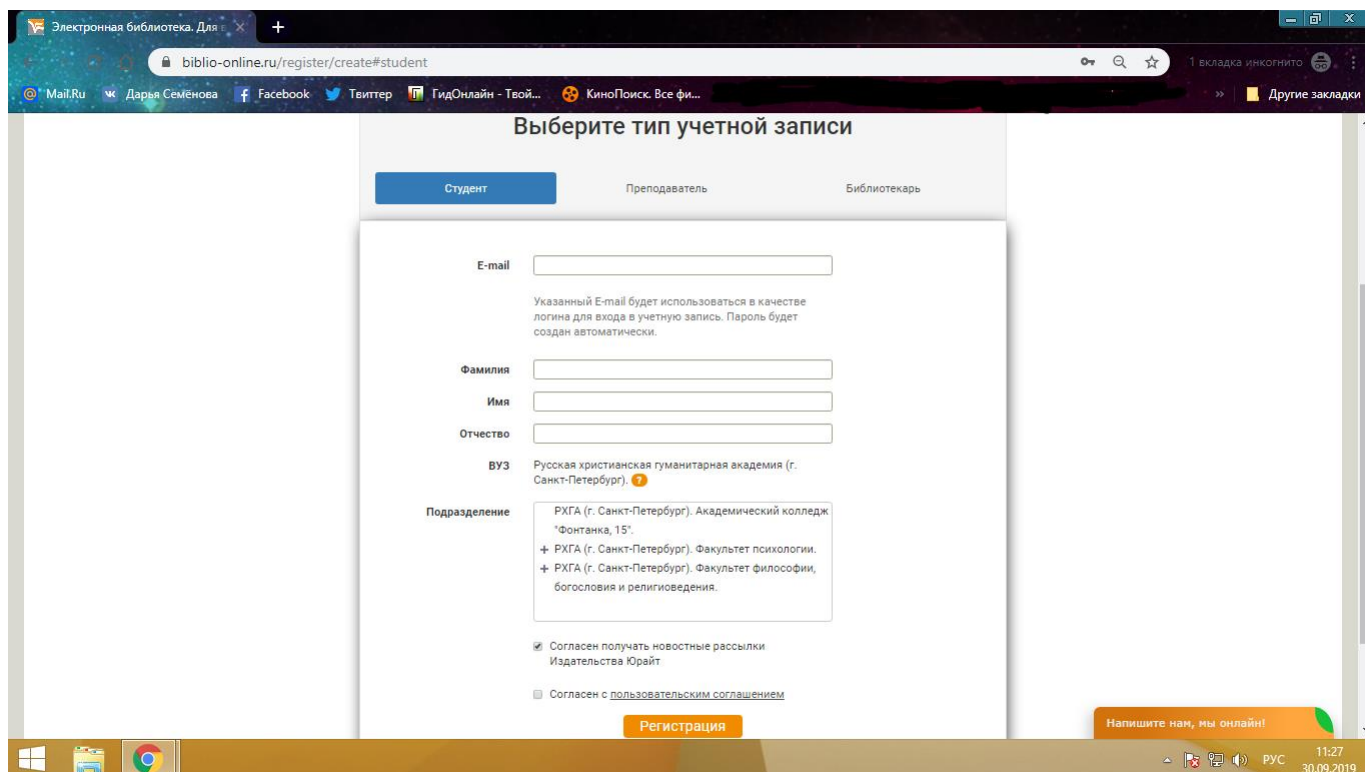 Электронная библиотека. Для
biblio-online.ru/register/create#student
1 вкладка инкогнито
Mail.Ru Дарья Семёнова Facebook Твиттер ГидОнлайн - Твой... КиноПоиск. Все фи... » Другие закладки
Выберите тип учетной записи
Студент Преподаватель Библиотекарь
E-mail
Указанный E-mail будет использоваться в качестве
логина для входа в учетную запись. Пароль будет
создан автоматически.
Фамилия
Имя
Отчество
ВУЗ Русская христианская гуманитарная академия (г.
Санкт-Петербург). ?
Подразделение РХГА (г. Санкт-Петербург). Академический колледж
"Фонтанка, 15".
+ РХГА (г. Санкт-Петербург). Факультет психологии.
+ РХГА (г. Санкт-Петербург). Факультет философии,
богословия и религиоведения.
Согласен получать новостные рассылки
Издательства Юрайт
Согласен с пользовательским соглашением
Регистрация
Напишите нам, мы онлайн!
РУС 11:27
30.09.2019